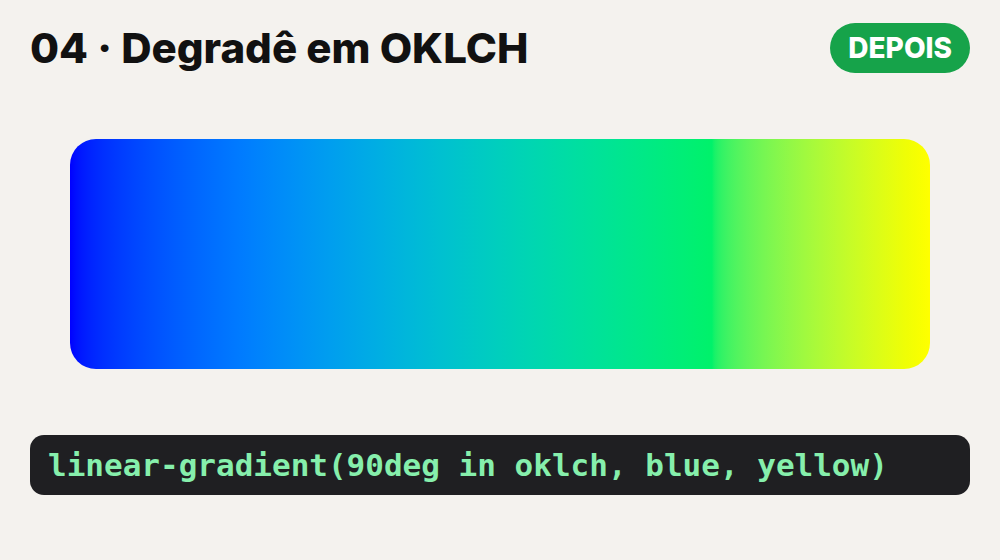 04 · Degradê em OKLCH
DEPOIS
linear-gradient(90deg in oklch, blue, yellow)